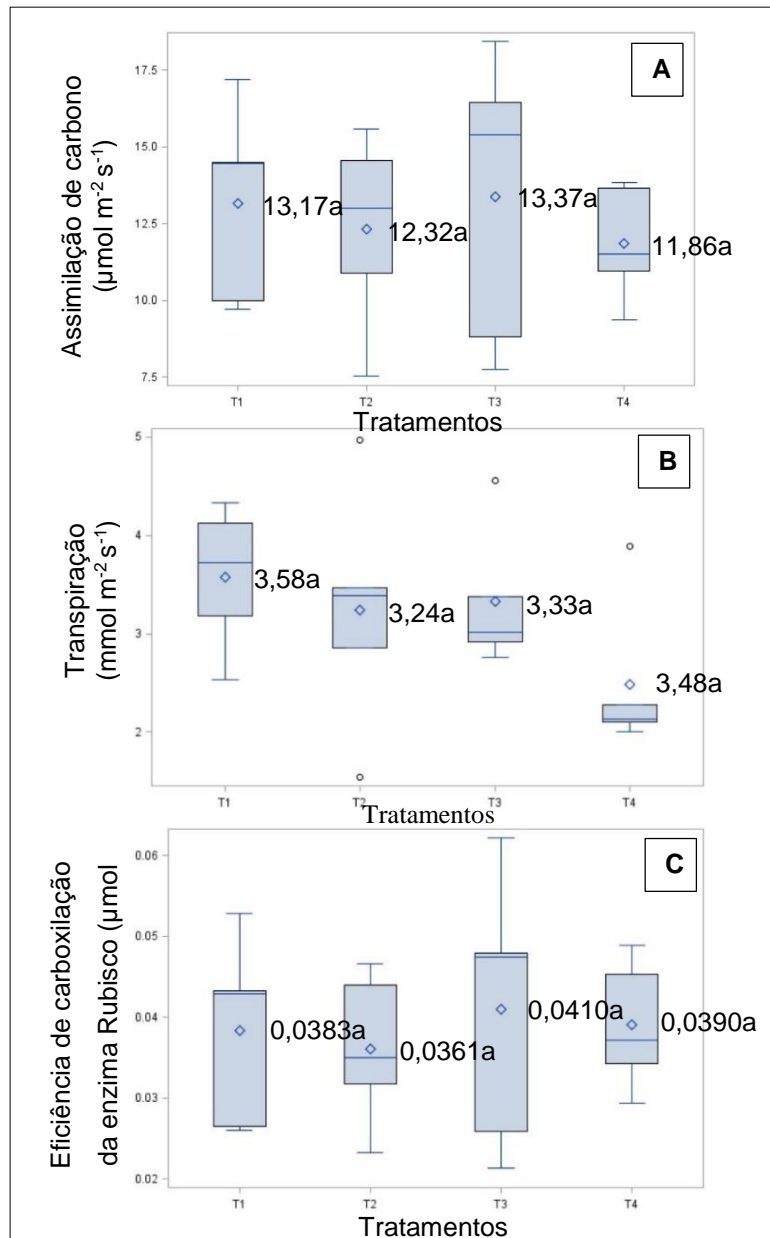 A
Assimilação de carbono
(µmol m⁻² s⁻¹)
17.5
15.0
12.5
10.0
7.5
13,17a
12,32a
13,37a
11,86a
T1
T2
T3
T4
Tratamentos
B
Transpiração
(mmol m⁻² s⁻¹)
5
4
3
2
3,58a
3,24a
3,33a
3,48a
T1
T2
T3
T4
Tratamentos
C
Eficiência de carboxilação
da enzima Rubisco (µmol
0.06
0.05
0.04
0.03
0.02
0,0383a
0,0361a
0,0410a
0,0390a
T1
T2
T3
T4
Tratamentos